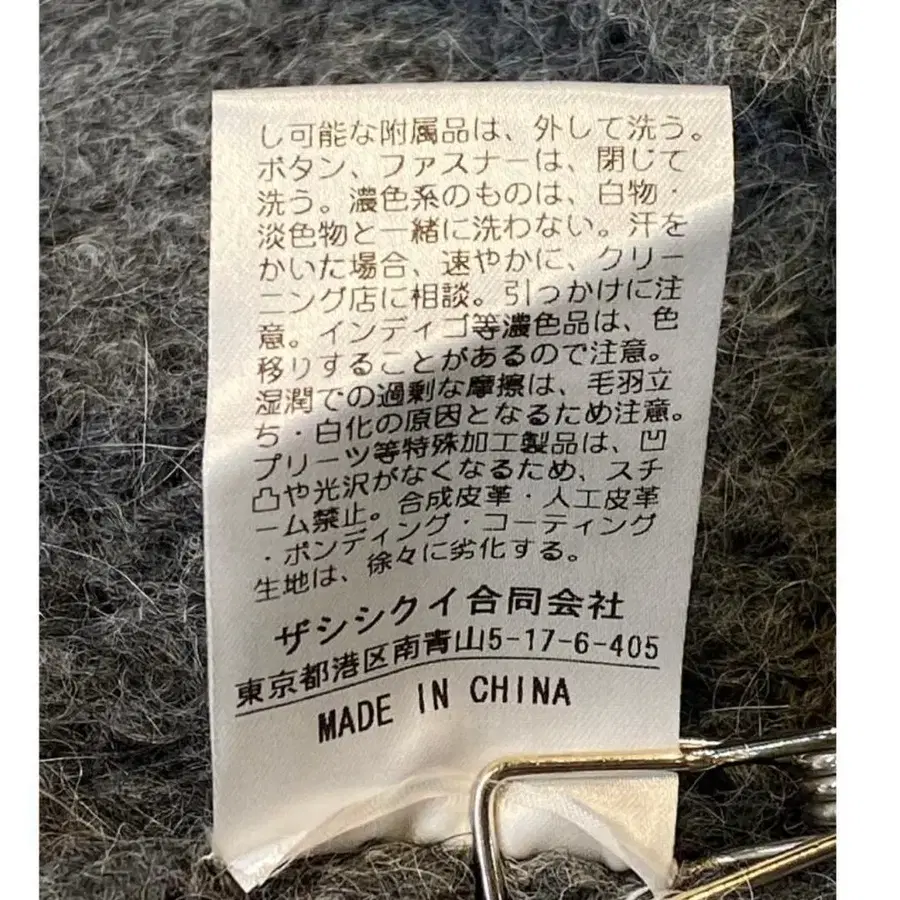 し可能な附属品は、外して洗う。
ボタン、ファスナーは、閉じて
洗う。濃色系のものは、白物・
淡色物と一緒に洗わない。汗を
かいた場合、速やかに、クリー
ニング店に相談。引っかけに注
意。インディゴ等濃色品は、色
移りすることがあるので注意。
湿潤での過剰な摩擦は、毛羽立
ち・白化の原因となるため注意。
プリーツ等特殊加工製品は、凹
凸や光沢がなくなるため、スチ
ーム禁止。合成皮革・人工皮革
・ボンディング・コーティング
生地は、徐々に劣化する。
ザシシクイ合同会社
東京都港区南青山5-17-6-405
MADE IN CHINA